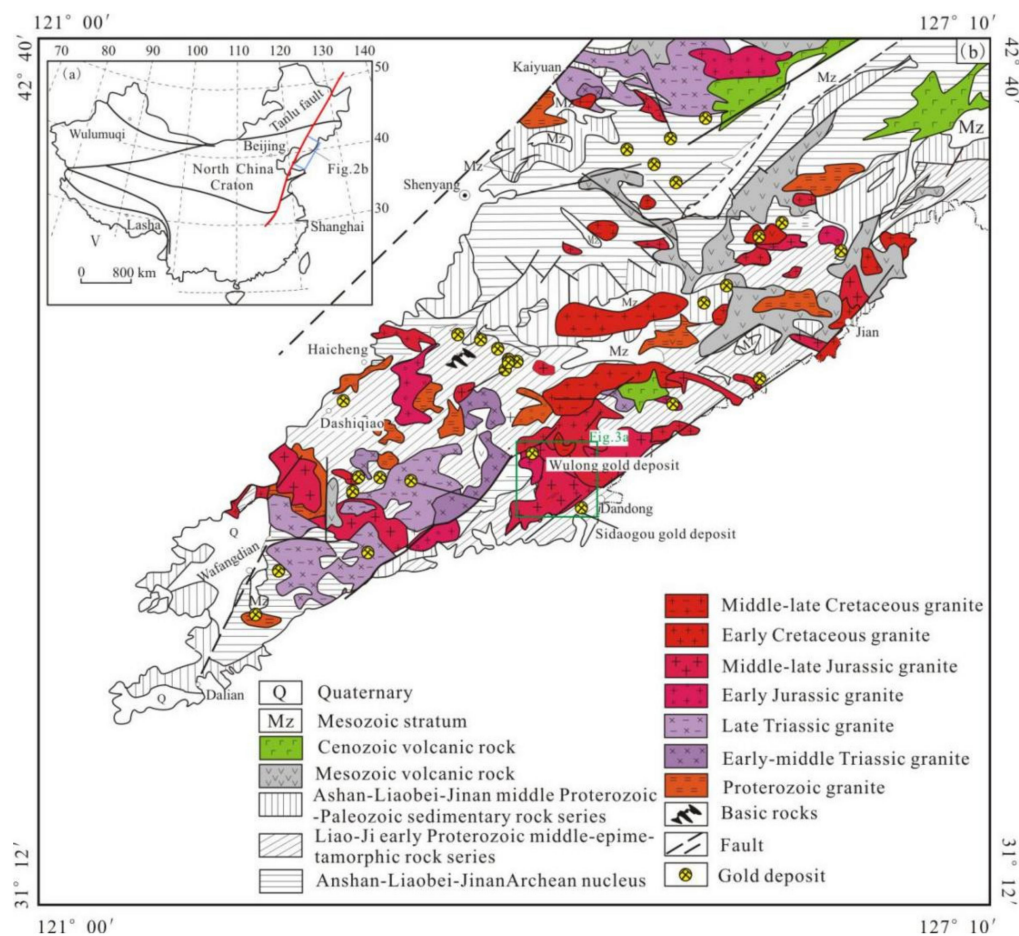 121° 00′
127° 10′
42° 40′
42° 40′
70 80 90 100 110 120 130 140
50
40
30
(a)
(b)
Tanlu fault
Wulumuqi
Beijing
North China
Craton
Fig.2b
Lasha
Shanghai
V
0 800 km
Kaiyuan
Mz
Mz
Mz
Mz
Mz
Shenyang
Mz
Mz
Mz
Mz
Jian
Haicheng
Dashiqiao
Fig.3a
Wulong gold deposit
Dandong
Sidaogou gold deposit
Q
Wafangdian
Mz
Dalian
Q
Q Quaternary
Mz Mesozoic stratum
Cenozoic volcanic rock
Mesozoic volcanic rock
Ashan-Liaobei-Jinan middle Proterozoic
-Paleozoic sedimentary rock series
Liao-Ji early Proterozoic middle-epime-
tamorphic rock series
Anshan-Liaobei-JinanArchean nucleus
Middle-late Cretaceous granite
Early Cretaceous granite
Middle-late Jurassic granite
Early Jurassic granite
Late Triassic granite
Early-middle Triassic granite
Proterozoic granite
Basic rocks
Fault
Gold deposit
31° 12′
31° 12′
121° 00′
127° 10′